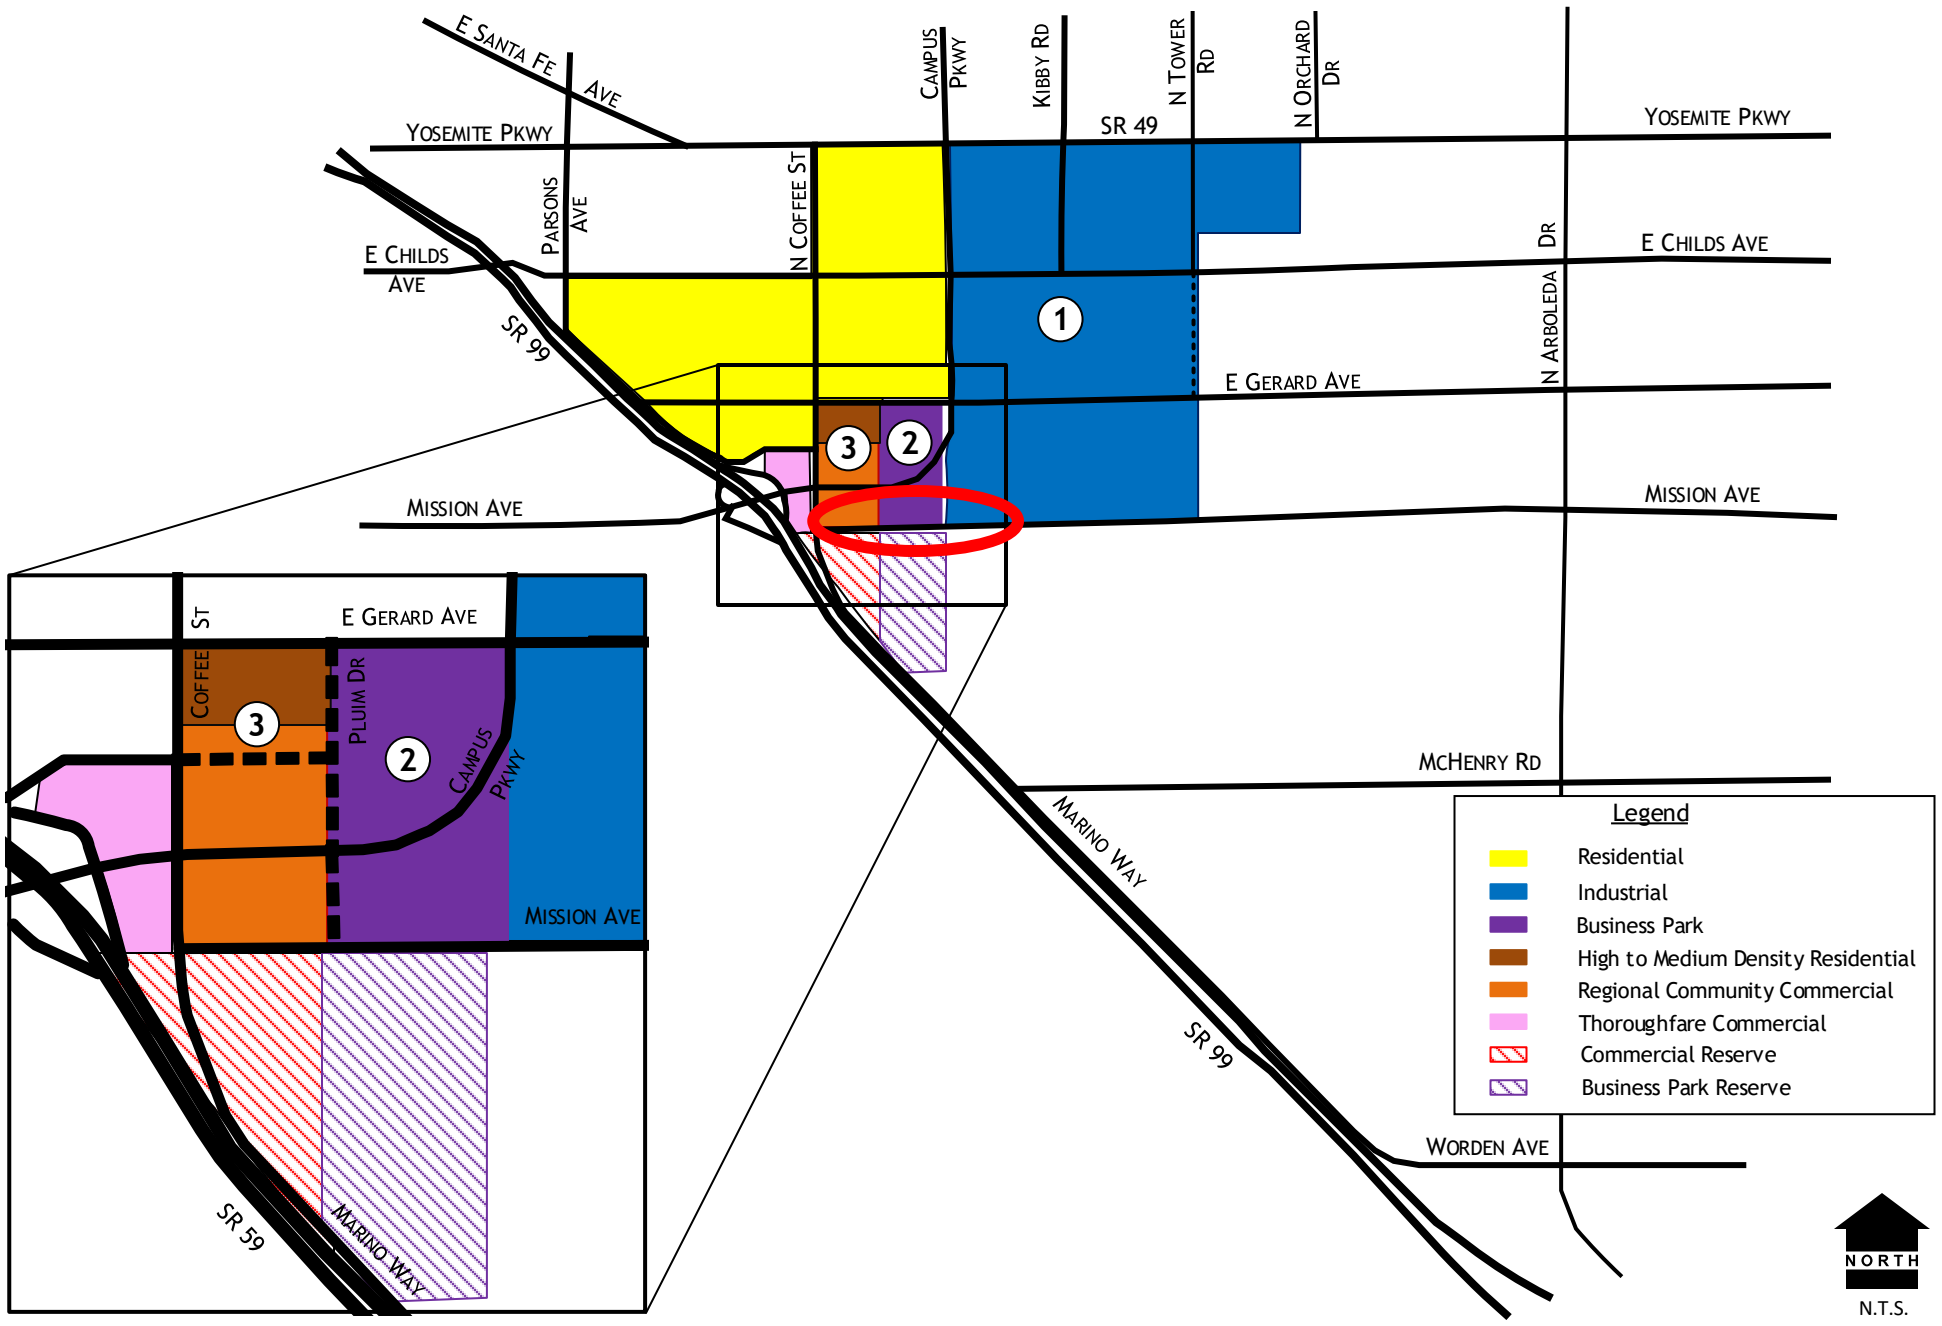 E SANTA FE
AVE
CAMPUS
PKWY
KIBBY RD
N TOWER
RD
N ORCHARD
DR
YOSEMITE PKWY
SR 49
YOSEMITE PKWY
PARSONS
AVE
N COFFEE ST
E CHILDS
AVE
N ARBOLEDA DR
E CHILDS AVE
SR 99
1
E GERARD AVE
3
2
MISSION AVE
MISSION AVE
COFFEE ST
E GERARD AVE
PLUIM DR
3
2
CAMPUS
PKWY
MISSION AVE
SR 59
MARINO WAY
MCHENRY RD
MARINO WAY
SR 99
Legend
Residential
Industrial
Business Park
High to Medium Density Residential
Regional Community Commercial
Thoroughfare Commercial
Commercial Reserve
Business Park Reserve
WORDEN AVE
NORTH
N.T.S.